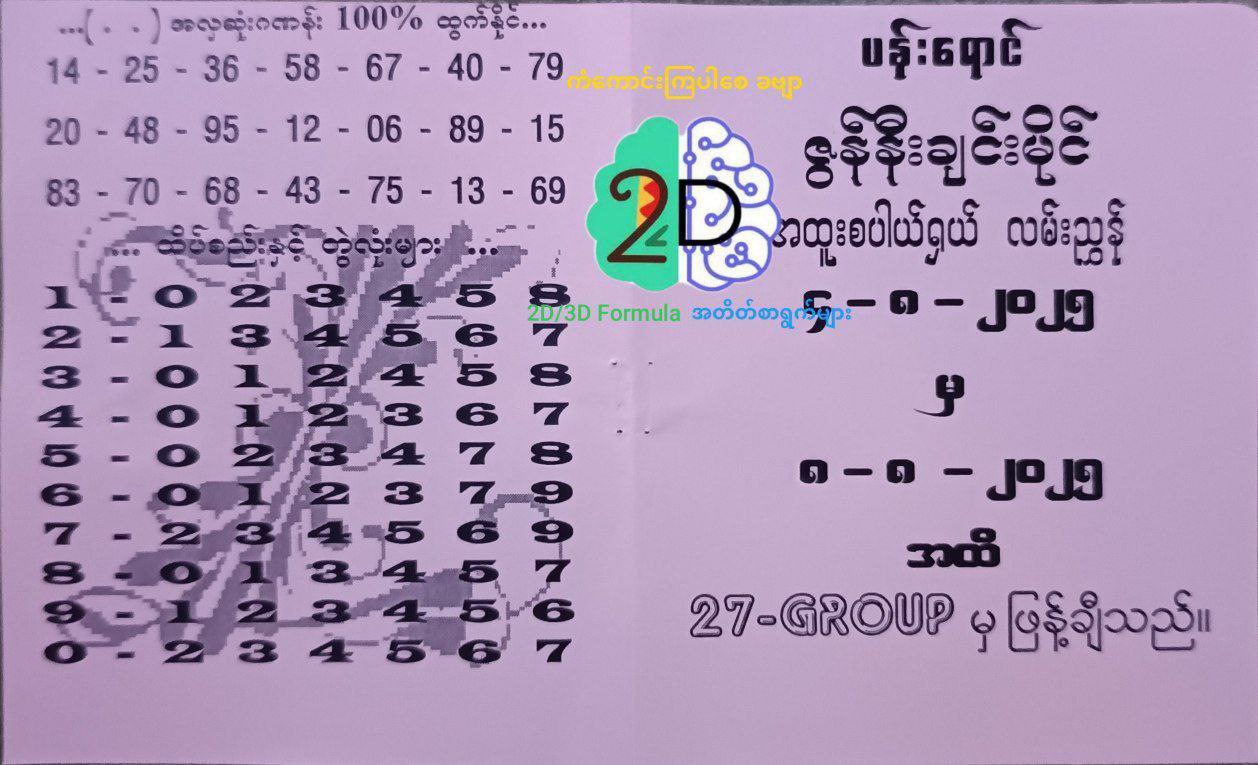 ...( . . ) အလှဆုံးဂဏန်း 100% ထွက်နိုင်...
14 - 25 - 36 - 58 - 67 - 40 - 79
20 - 48 - 95 - 12 - 06 - 89 - 15
83 - 70 - 68 - 43 - 75 - 13 - 69
... ထိပ်စည်းနှင့် တွဲလုံးများ ...
1 - 0 2 3 4 5 8
2 - 1 3 4 5 6 7
3 - 0 1 2 4 5 8
4 - 0 1 2 3 6 7
5 - 0 2 3 4 7 8
6 - 0 1 2 3 7 9
7 - 2 3 4 5 6 9
8 - 0 1 3 4 5 7
9 - 1 2 3 4 5 6
0 - 2 3 4 5 6 7
ကံကောင်းကြပါစေ ခဗျာ
2D
2D/3D Formula အတိတ်စာရွက်များ
ပန်းရောင်
ဇွန်နီးချင်းမိုင်
အထူးစပါယ်ရှယ် လမ်းညွှန်
၄ - ၈ - ၂၀၂၅
မှ
၈ - ၈ - ၂၀၂၅
အထိ
27-GROUP မှ ဖြန့်ချီသည်။